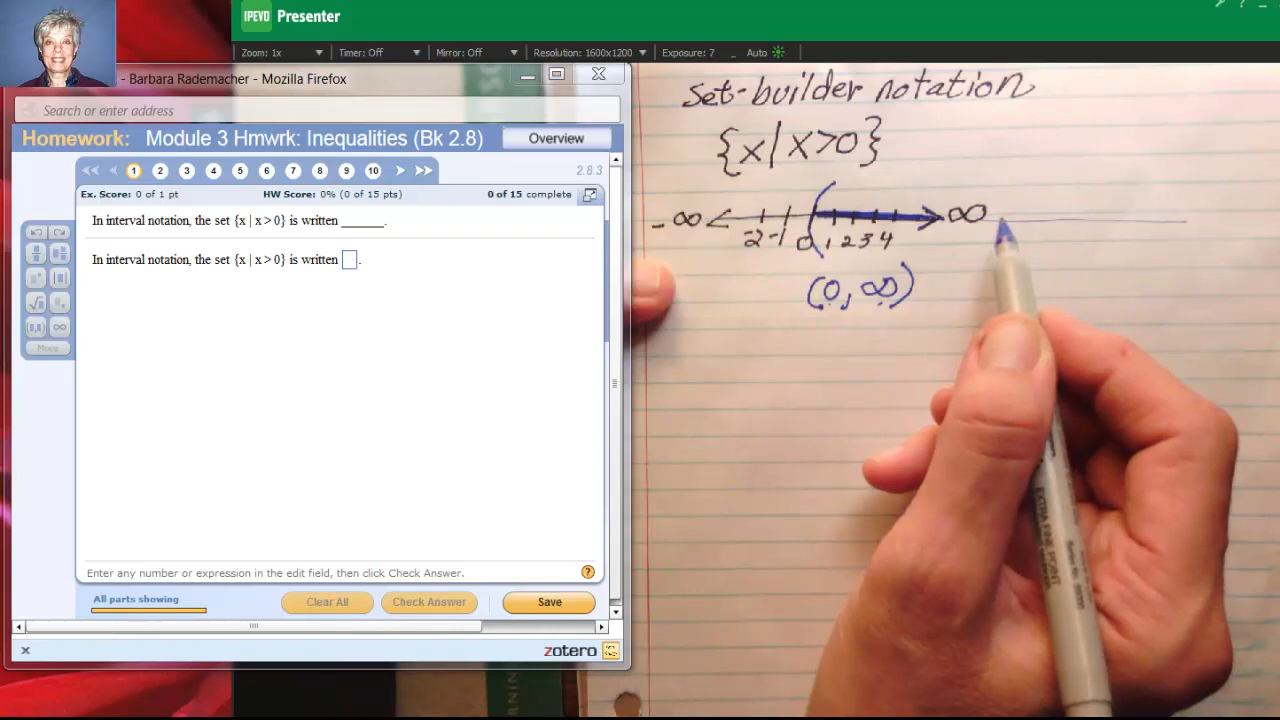 IPEVO Presenter
Zoom: 1x Timer: Off Mirror: Off Resolution: 1600x1200 Exposure: 7 Auto
- Barbara Rademacher - Mozilla Firefox
Search or enter address
Homework: Module 3 Hmwrk: Inequalities (Bk 2.8) Overview
1 2 3 4 5 6 7 8 9 10 2.8.3
Ex. Score: 0 of 1 pt HW Score: 0% (0 of 15 pts) 0 of 15 complete
In interval notation, the set {x | x > 0} is written _______.
In interval notation, the set {x | x > 0} is written .
More
Enter any number or expression in the edit field, then click Check Answer. ?
All parts showing Clear All Check Answer Save
zotero
Set-builder notation
{x | x>0}
-∞ ∞
-2 -1 0 1 2 3 4
(0, ∞)
EXTRA FINE POINT